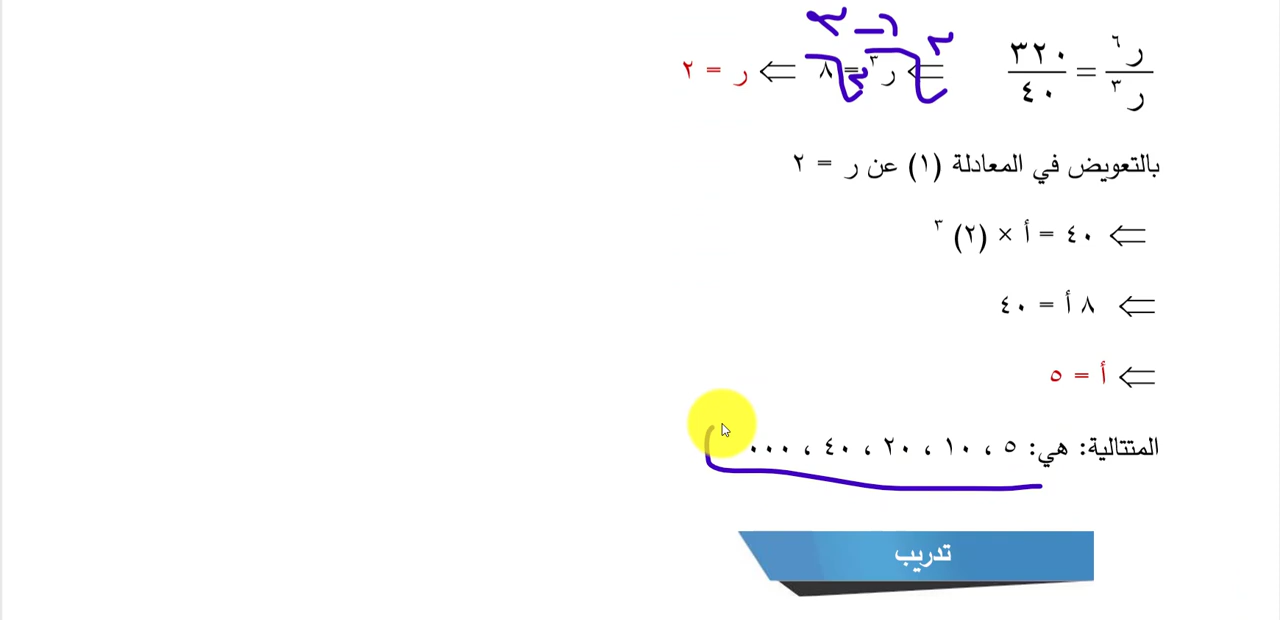 ر^٦ / ر^٣ = ٣٢٠ / ٤٠ ⇐ ر^٣ = ٨ ⇐ ر = ٢
بالتعويض في المعادلة (١) عن ر = ٢
⇐ ٤٠ = أ × (٢)^٣
⇐ ٨ أ = ٤٠
⇐ أ = ٥
المتتالية: هي: ٥ ، ١٠ ، ٢٠ ، ٤٠ ، ...
تدريب